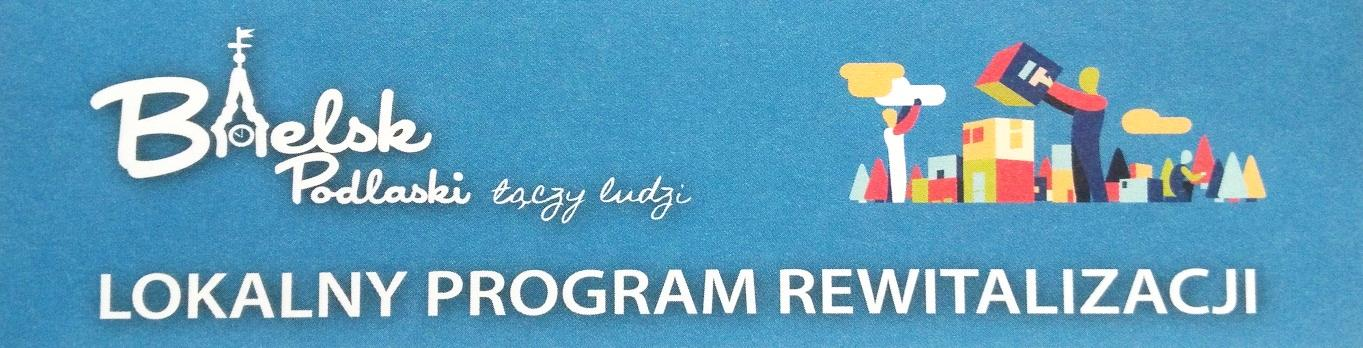 Bielsk
Podlaski łączy ludzi
LOKALNY PROGRAM REWITALIZACJI